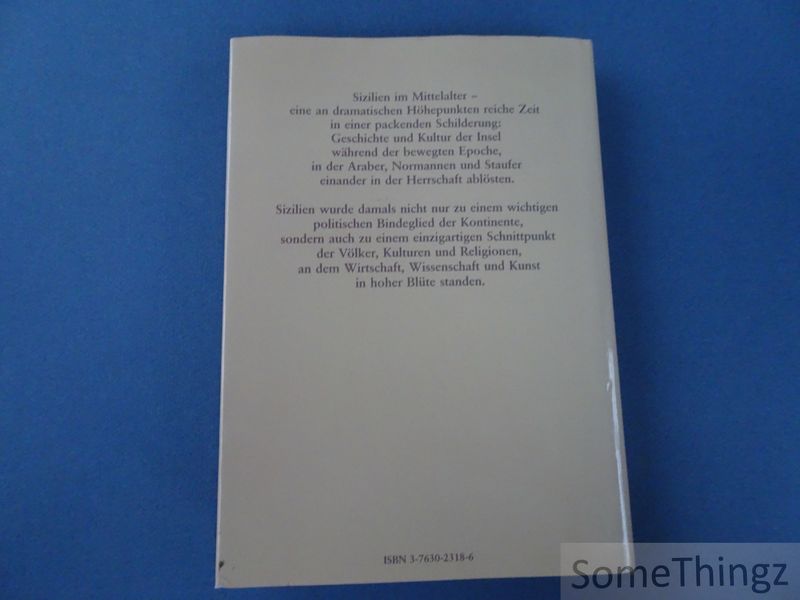 Sizilien im Mittelalter –
eine an dramatischen Höhepunkten reiche Zeit
in einer packenden Schilderung:
Geschichte und Kultur der Insel
während der bewegten Epoche,
in der Araber, Normannen und Staufer
einander in der Herrschaft ablösten.
Sizilien wurde damals nicht nur zu einem wichtigen
politischen Bindeglied der Kontinente,
sondern auch zu einem einzigartigen Schnittpunkt
der Völker, Kulturen und Religionen,
an dem Wirtschaft, Wissenschaft und Kunst
in hoher Blüte standen.
ISBN 3-7630-2318-6
SomeThingz